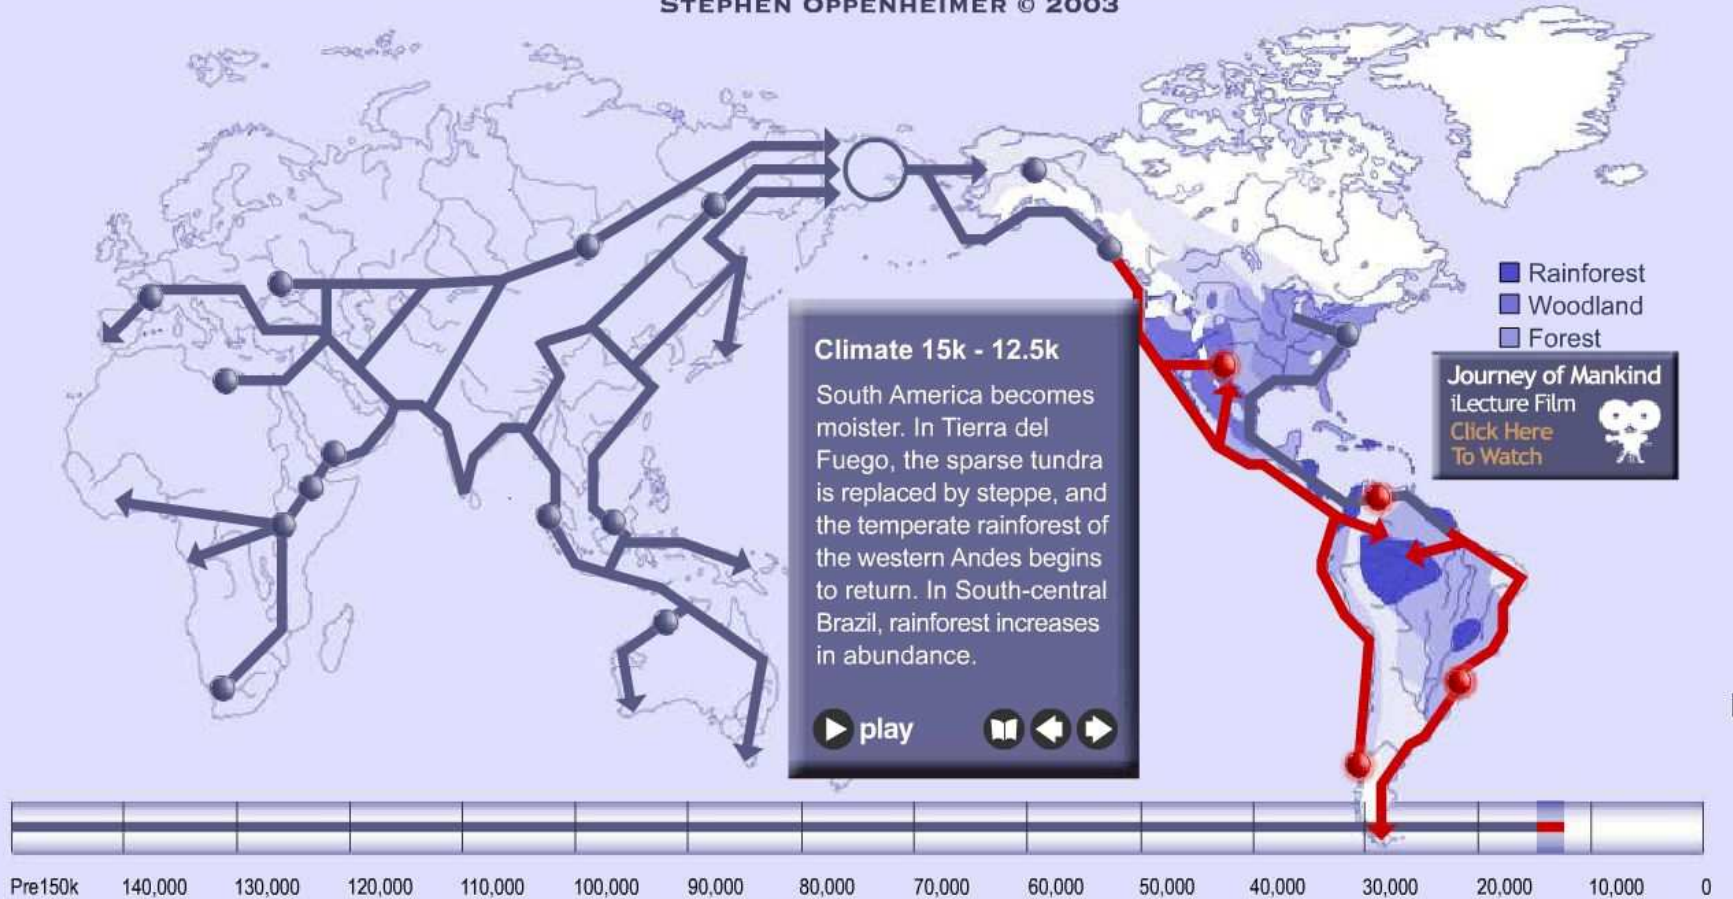 STEPHEN OPPENHEIMER © 2003
Rainforest
Woodland
Forest
Journey of Mankind
iLecture Film
Click Here
To Watch
Climate 15k - 12.5k
South America becomes
moister. In Tierra del
Fuego, the sparse tundra
is replaced by steppe, and
the temperate rainforest of
the western Andes begins
to return. In South-central
Brazil, rainforest increases
in abundance.
play
Pre150k 140,000 130,000 120,000 110,000 100,000 90,000 80,000 70,000 60,000 50,000 40,000 30,000 20,000 10,000 0